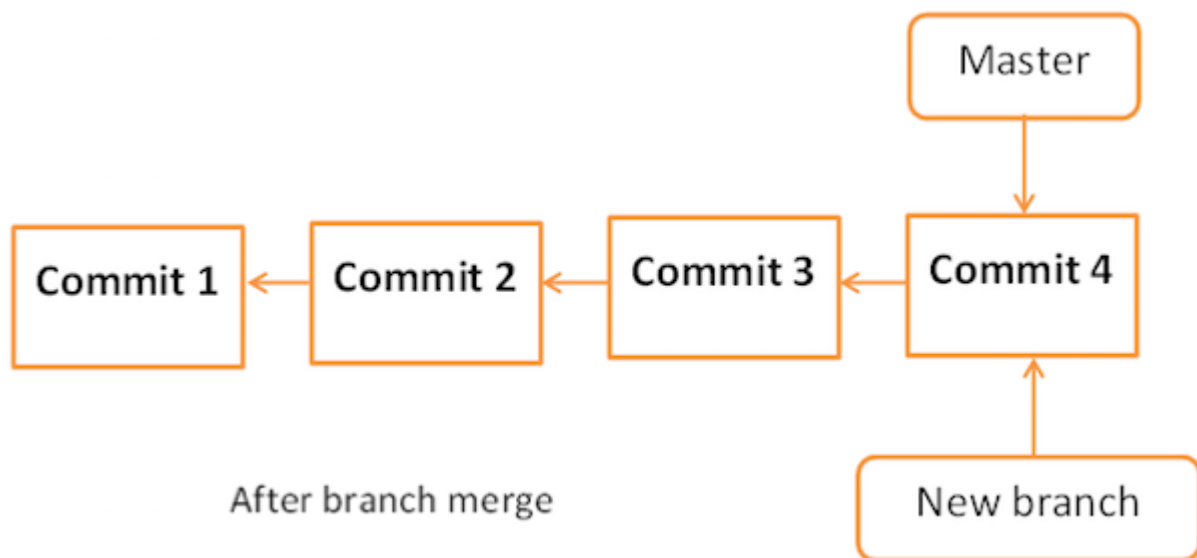 Master
Commit 1
Commit 2
Commit 3
Commit 4
After branch merge
New branch